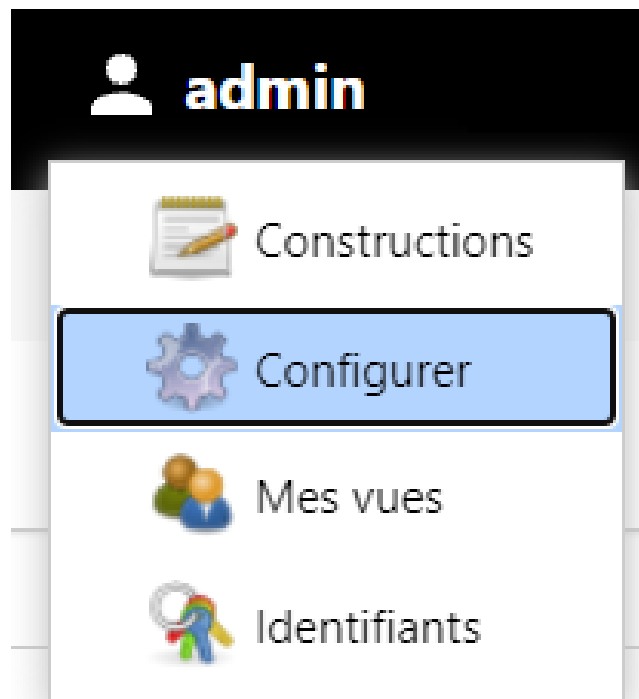 admin
Constructions
Configurer
Mes vues
Identifiants